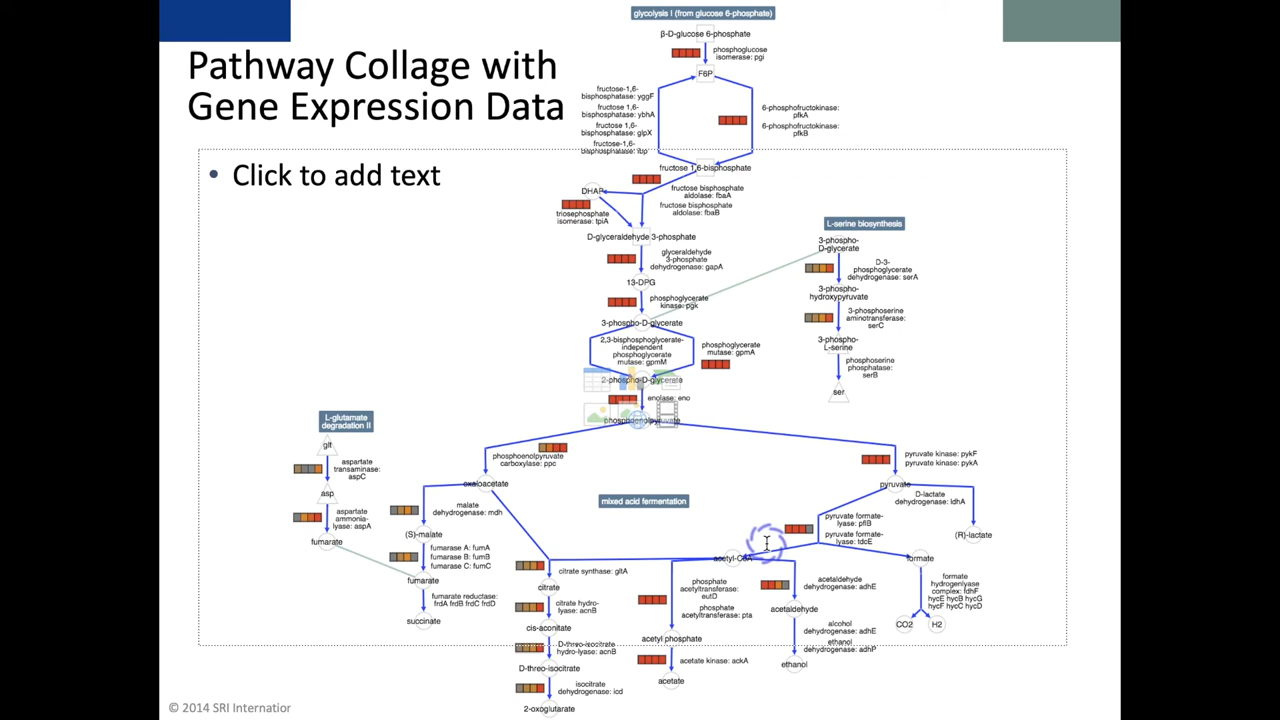 Pathway Collage with
Gene Expression Data
• Click to add text
glycolysis I (from glucose 6-phosphate)
β-D-glucose 6-phosphate
phosphoglucose
isomerase: pgi
F6P
fructose-1,6-
bisphosphatase: yggF
fructose 1,6-
bisphosphatase: ybhA
fructose 1,6-
bisphosphatase: glpX
fructose-1,6-
bisphosphatase: fbp
6-phosphofructokinase:
pfkA
6-phosphofructokinase:
pfkB
fructose 1,6-bisphosphate
DHAP
fructose bisphosphate
aldolase: fbaA
fructose bisphosphate
aldolase: fbaB
triosephosphate
isomerase: tpiA
D-glyceraldehyde 3-phosphate
glyceraldehyde
3-phosphate
dehydrogenase: gapA
13-DPG
phosphoglycerate
kinase: pgk
3-phospho-D-glycerate
2,3-bisphosphoglycerate-
independent
phosphoglycerate
mutase: gpmM
phosphoglycerate
mutase: gpmA
2-phospho-D-glycerate
enolase: eno
phosphoenolpyruvate
L-serine biosynthesis
3-phospho-
D-glycerate
D-3-
phosphoglycerate
dehydrogenase: serA
3-phospho-
hydroxypyruvate
3-phosphoserine
aminotransferase:
serC
3-phospho-
L-serine
phosphoserine
phosphatase:
serB
ser
L-glutamate
degradation II
glt
aspartate
transaminase:
aspC
asp
aspartate
ammonia-
lyase: aspA
fumarate
phosphoenolpyruvate
carboxylase: ppc
oxaloacetate
malate
dehydrogenase: mdh
(S)-malate
fumarase A: fumA
fumarase B: fumB
fumarase C: fumC
fumarate
fumarate reductase:
frdA frdB frdC frdD
succinate
mixed acid fermentation
pyruvate kinase: pykF
pyruvate kinase: pykA
pyruvate
D-lactate
dehydrogenase: ldhA
(R)-lactate
pyruvate formate-
lyase: pflB
pyruvate formate-
lyase: tdcE
acetyl-CoA
formate
formate
hydrogenlyase
complex: fdhF
hycE hycB hycG
hycF hycC hycD
CO2
H2
citrate synthase: gltA
citrate
citrate hydro-
lyase: acnB
cis-aconitate
D-threo-isocitrate
hydro-lyase: acnB
D-threo-isocitrate
isocitrate
dehydrogenase: icd
2-oxoglutarate
phosphate
acetyltransferase:
eutD
phosphate
acetyltransferase: pta
acetyl phosphate
acetate kinase: ackA
acetate
acetaldehyde
dehydrogenase: adhE
acetaldehyde
alcohol
dehydrogenase: adhE
ethanol
dehydrogenase: adhP
ethanol
© 2014 SRI Internatior